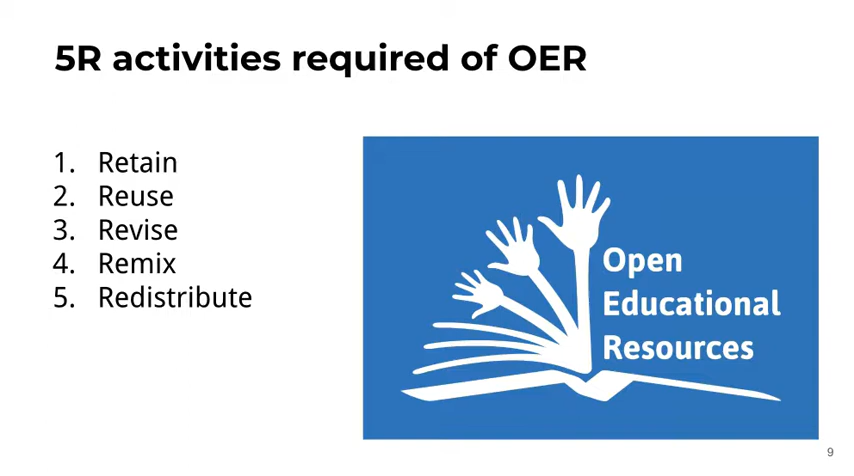 5R activities required of OER
1. Retain
2. Reuse
3. Revise
4. Remix
5. Redistribute
Open
Educational
Resources
9